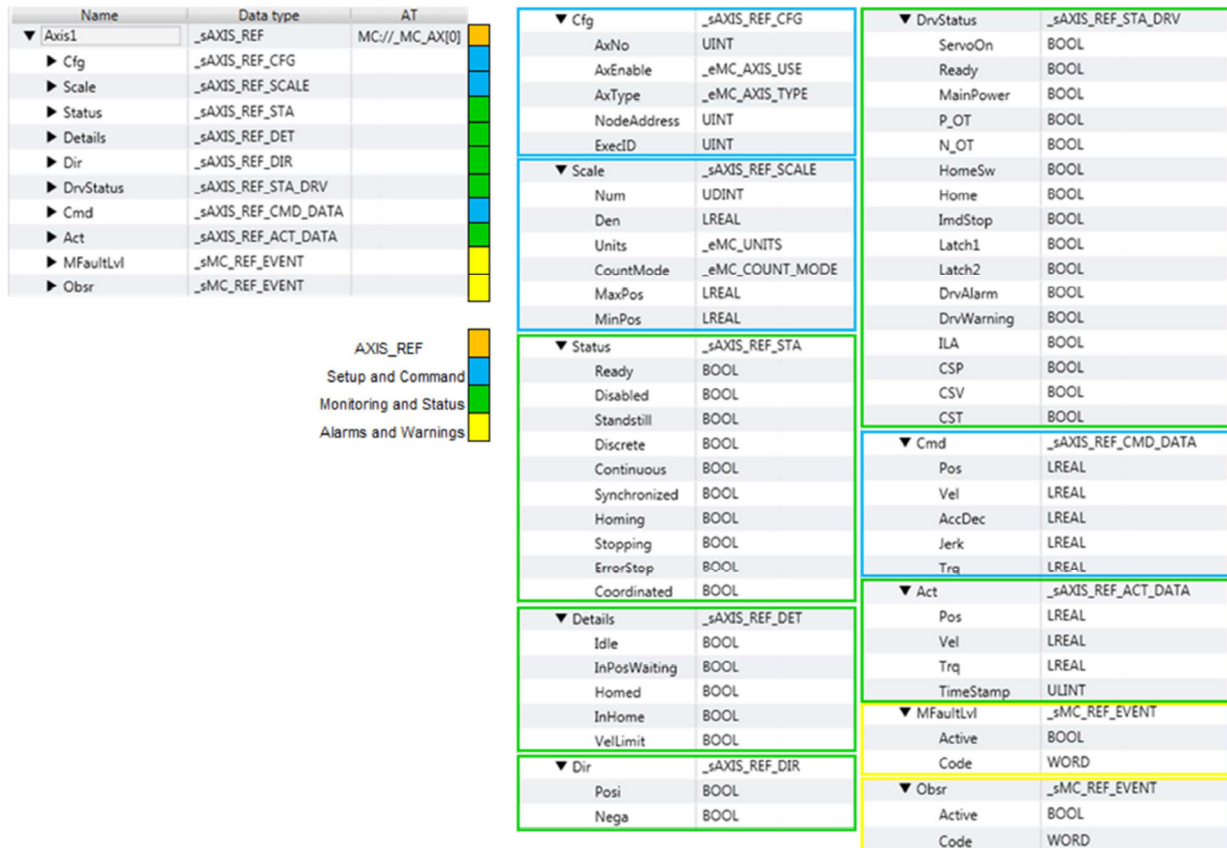 Name Data type AT
▼ Axis1 _sAXIS_REF MC://_MC_AX[0]
▶ Cfg _sAXIS_REF_CFG
▶ Scale _sAXIS_REF_SCALE
▶ Status _sAXIS_REF_STA
▶ Details _sAXIS_REF_DET
▶ Dir _sAXIS_REF_DIR
▶ DrvStatus _sAXIS_REF_STA_DRV
▶ Cmd _sAXIS_REF_CMD_DATA
▶ Act _sAXIS_REF_ACT_DATA
▶ MFaultLvl _sMC_REF_EVENT
▶ Obsr _sMC_REF_EVENT
AXIS_REF
Setup and Command
Monitoring and Status
Alarms and Warnings
▼ Cfg _sAXIS_REF_CFG
AxNo UINT
AxEnable _eMC_AXIS_USE
AxType _eMC_AXIS_TYPE
NodeAddress UINT
ExecID UINT
▼ Scale _sAXIS_REF_SCALE
Num UDINT
Den LREAL
Units _eMC_UNITS
CountMode _eMC_COUNT_MODE
MaxPos LREAL
MinPos LREAL
▼ Status _sAXIS_REF_STA
Ready BOOL
Disabled BOOL
Standstill BOOL
Discrete BOOL
Continuous BOOL
Synchronized BOOL
Homing BOOL
Stopping BOOL
ErrorStop BOOL
Coordinated BOOL
▼ Details _sAXIS_REF_DET
Idle BOOL
InPosWaiting BOOL
Homed BOOL
InHome BOOL
VelLimit BOOL
▼ Dir _sAXIS_REF_DIR
Posi BOOL
Nega BOOL
▼ DrvStatus _sAXIS_REF_STA_DRV
ServoOn BOOL
Ready BOOL
MainPower BOOL
P_OT BOOL
N_OT BOOL
HomeSw BOOL
Home BOOL
ImdStop BOOL
Latch1 BOOL
Latch2 BOOL
DrvAlarm BOOL
DrvWarning BOOL
ILA BOOL
CSP BOOL
CSV BOOL
CST BOOL
▼ Cmd _sAXIS_REF_CMD_DATA
Pos LREAL
Vel LREAL
AccDec LREAL
Jerk LREAL
Trq LREAL
▼ Act _sAXIS_REF_ACT_DATA
Pos LREAL
Vel LREAL
Trq LREAL
TimeStamp ULINT
▼ MFaultLvl _sMC_REF_EVENT
Active BOOL
Code WORD
▼ Obsr _sMC_REF_EVENT
Active BOOL
Code WORD